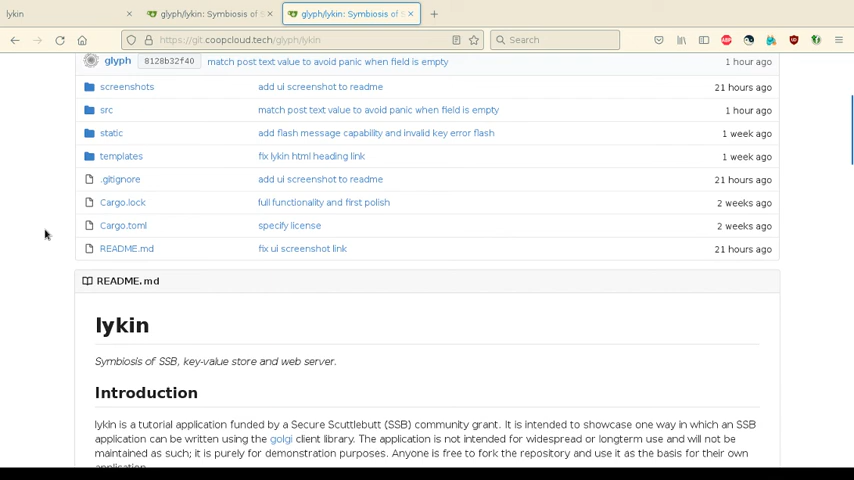 lykin
glyph/lykin: Symbiosis of S
glyph/lykin: Symbiosis of S
https://git.coopcloud.tech/glyph/lykin
Search
glyph 8128b32f40 match post text value to avoid panic when field is empty 1 hour ago
screenshots add ui screenshot to readme 21 hours ago
src match post text value to avoid panic when field is empty 1 hour ago
static add flash message capability and invalid key error flash 1 week ago
templates fix lykin html heading link 1 week ago
.gitignore add ui screenshot to readme 21 hours ago
Cargo.lock full functionality and first polish 2 weeks ago
Cargo.toml specify license 2 weeks ago
README.md fix ui screenshot link 21 hours ago
README.md
lykin
Symbiosis of SSB, key-value store and web server.
Introduction
lykin is a tutorial application funded by a Secure Scuttlebutt (SSB) community grant. It is intended to showcase one way in which an SSB
application can be written using the golgi client library. The application is not intended for widespread or longterm use and will not be
maintained as such; it is purely for demonstration purposes. Anyone is free to fork the repository and use it as the basis for their own
application.